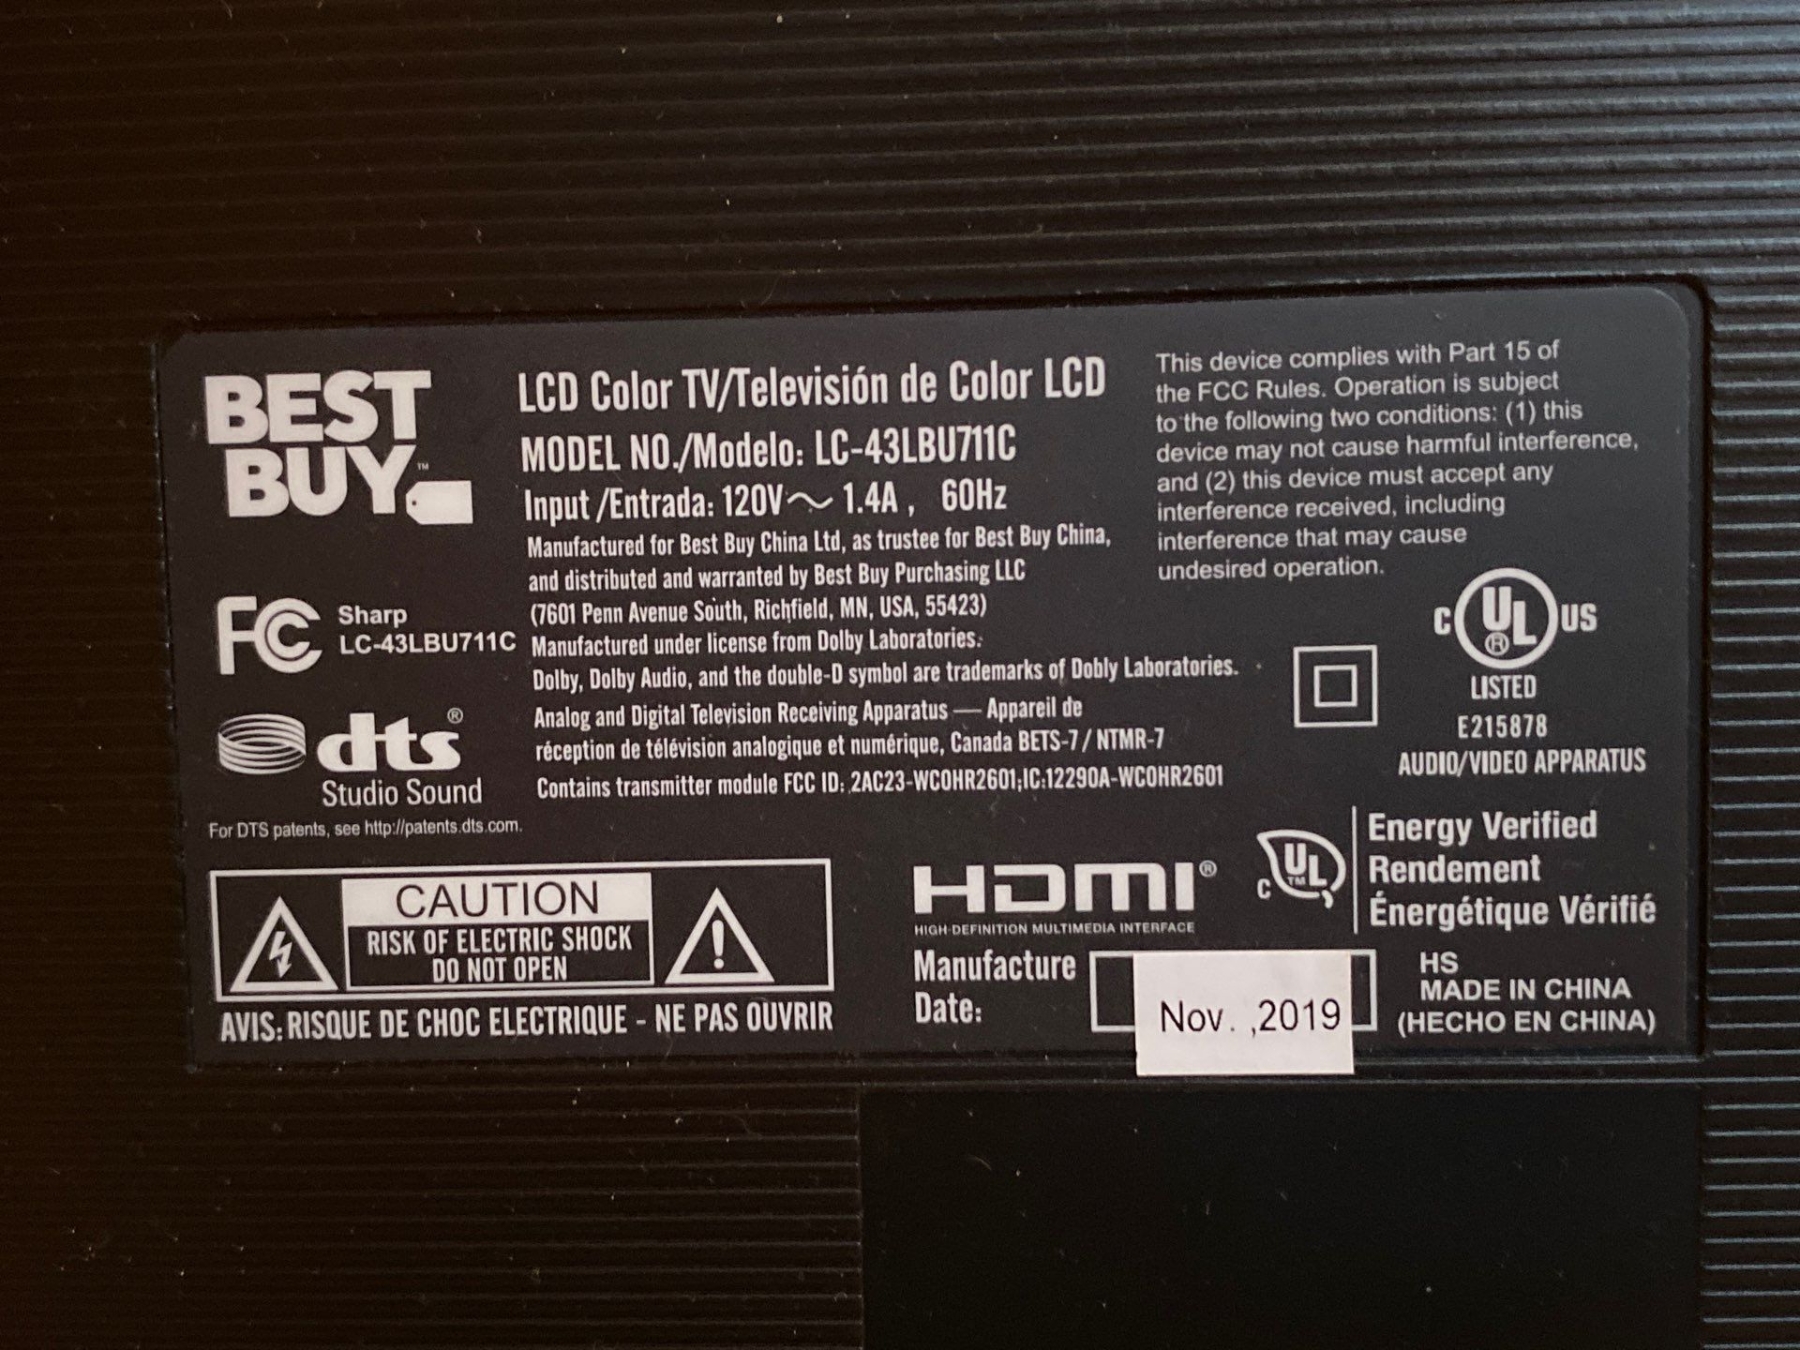 BEST
BUY™
LCD Color TV/Televisión de Color LCD
MODEL NO./Modelo: LC-43LBU711C
Input /Entrada: 120V～ 1.4A , 60Hz
Manufactured for Best Buy China Ltd, as trustee for Best Buy China,
and distributed and warranted by Best Buy Purchasing LLC
(7601 Penn Avenue South, Richfield, MN, USA, 55423)
Manufactured under license from Dolby Laboratories.
Dolby, Dolby Audio, and the double-D symbol are trademarks of Dobly Laboratories.
Analog and Digital Television Receiving Apparatus — Appareil de
réception de télévision analogique et numérique, Canada BETS-7 / NTMR-7
Contains transmitter module FCC ID: 2AC23-WC0HR2601;IC:12290A-WC0HR2601
This device complies with Part 15 of
the FCC Rules. Operation is subject
to the following two conditions: (1) this
device may not cause harmful interference,
and (2) this device must accept any
interference received, including
interference that may cause
undesired operation.
FC Sharp
LC-43LBU711C
dts®
Studio Sound
For DTS patents, see http://patents.dts.com.
C UL® US
LISTED
E215878
AUDIO/VIDEO APPARATUS
C UL™
Energy Verified
Rendement
Énergétique Vérifié
CAUTION
RISK OF ELECTRIC SHOCK
DO NOT OPEN
!
AVIS: RISQUE DE CHOC ELECTRIQUE - NE PAS OUVRIR
HDMI®
HIGH-DEFINITION MULTIMEDIA INTERFACE
Manufacture
Date:
Nov. ,2019
HS
MADE IN CHINA
(HECHO EN CHINA)